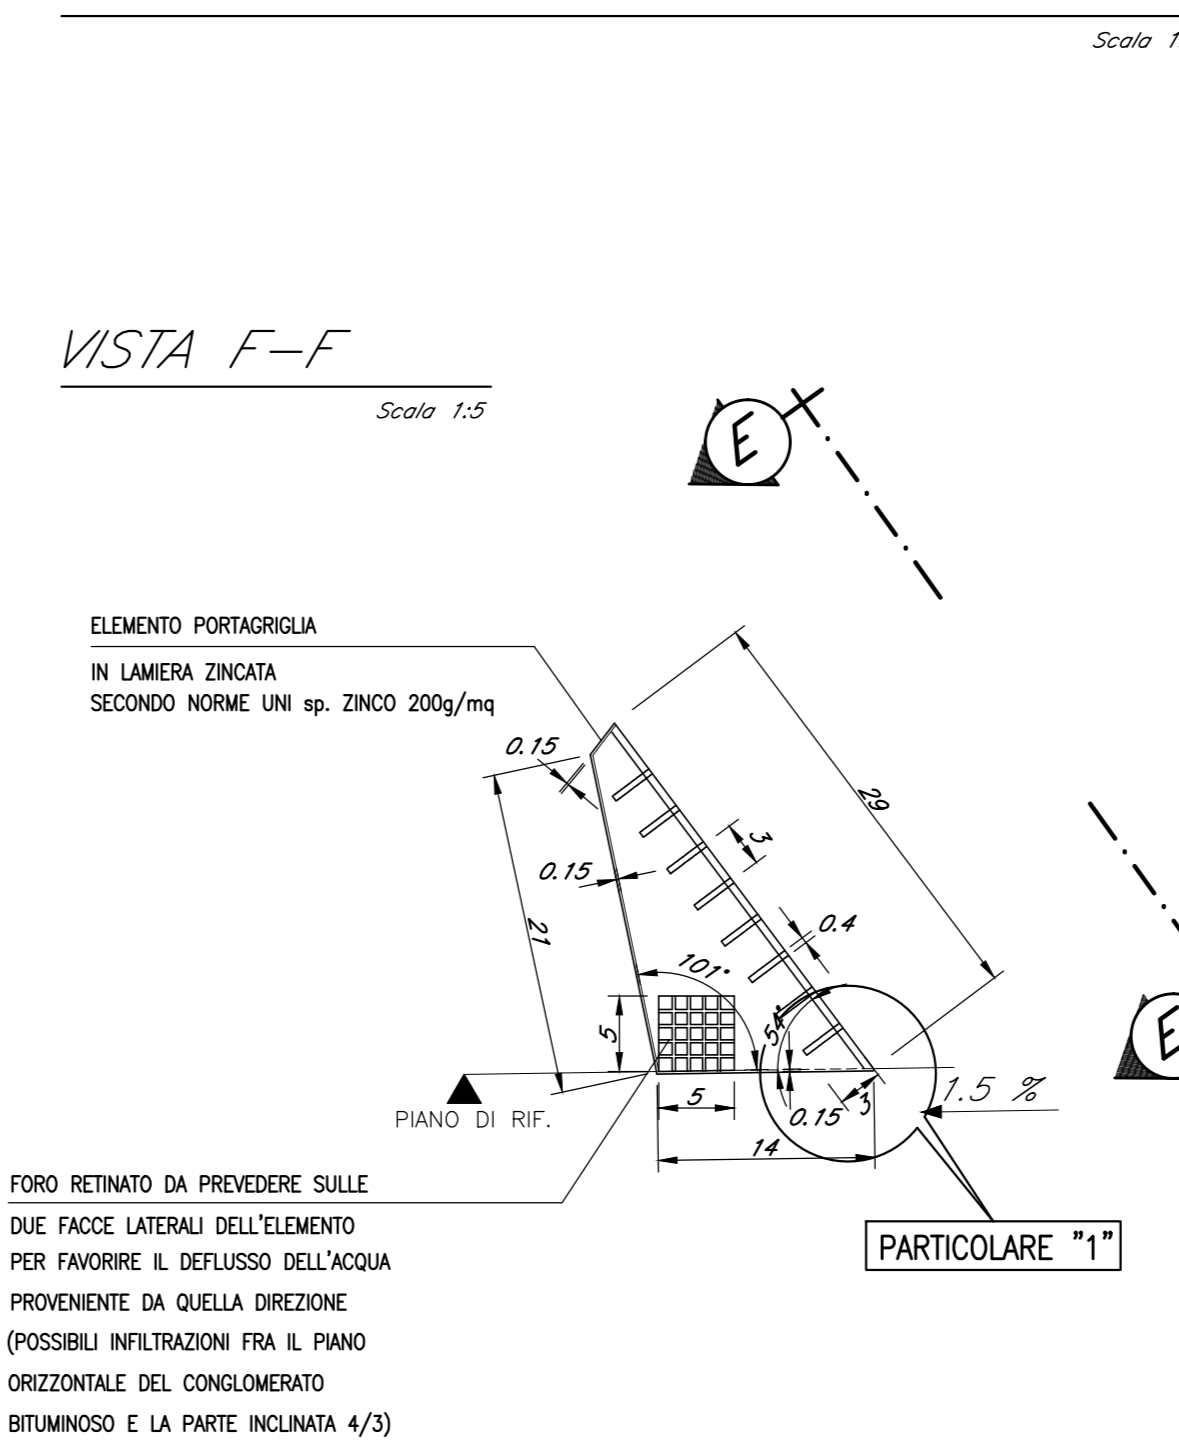 Scala 1:
VISTA F-F
Scala 1:5
E
ELEMENTO PORTAGRIGLIA
IN LAMIERA ZINCATA
SECONDO NORME UNI sp. ZINCO 200g/mq
0.15
29
3
0.15
0.4
21
101°
E
5
54°
5
0.15
3
1.5 %
PIANO DI RIF.
14
FORO RETINATO DA PREVEDERE SULLE
DUE FACCE LATERALI DELL'ELEMENTO
PER FAVORIRE IL DEFLUSSO DELL'ACQUA
PROVENIENTE DA QUELLA DIREZIONE
(POSSIBILI INFILTRAZIONI FRA IL PIANO
ORIZZONTALE DEL CONGLOMERATO
BITUMINOSO E LA PARTE INCLINATA 4/3)
PARTICOLARE "1"